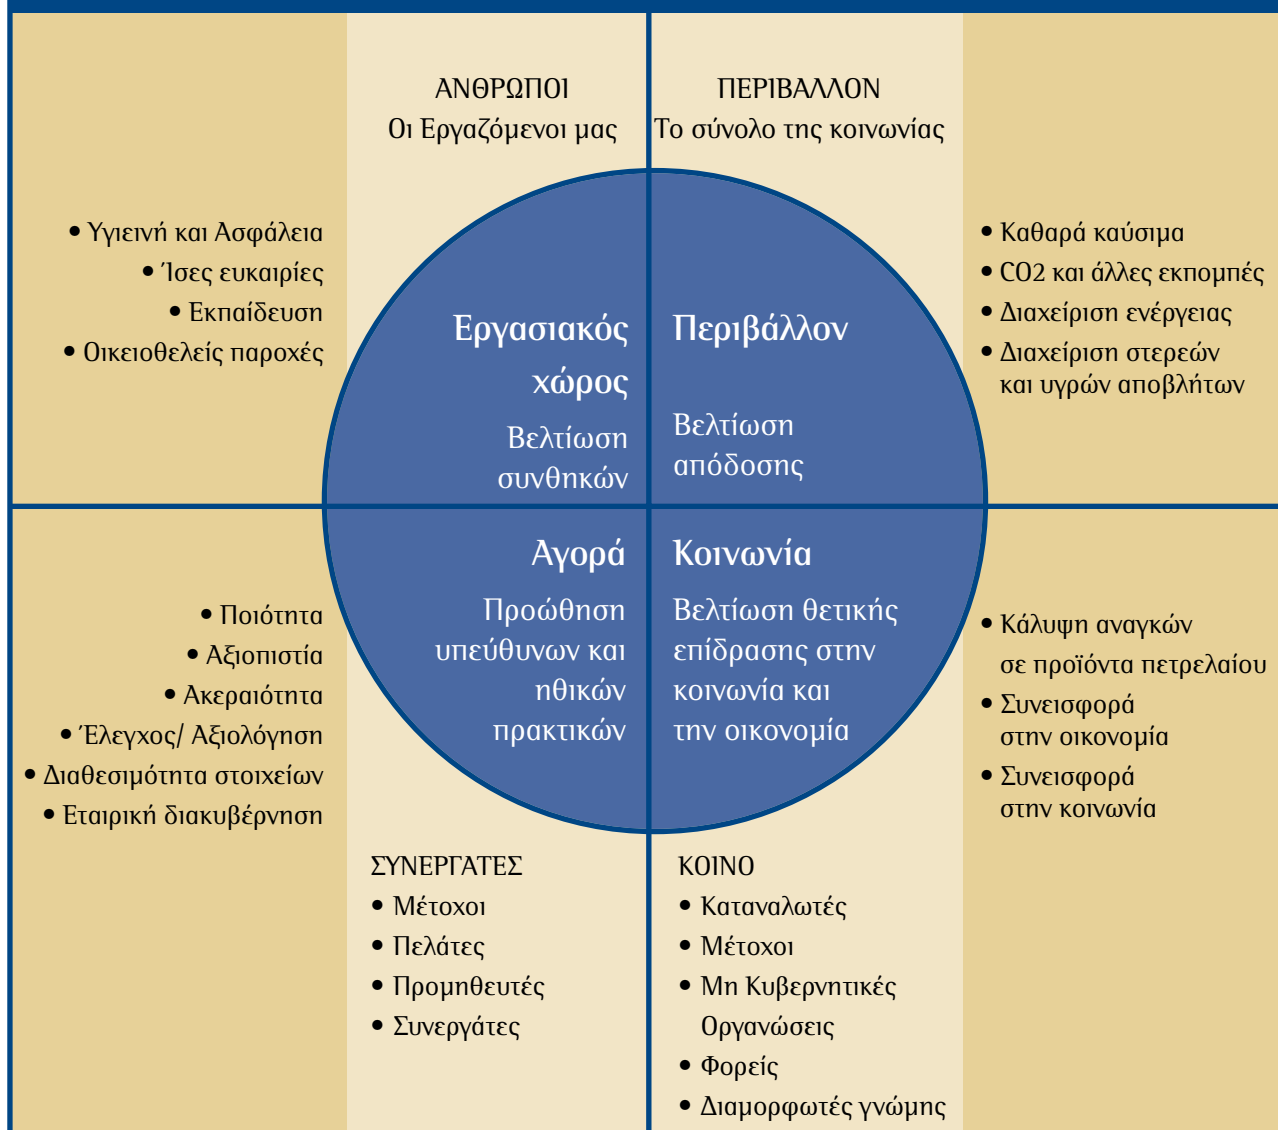 ΑΝΘΡΩΠΟΙ
Οι Εργαζόμενοι μας
• Υγιεινή και Ασφάλεια
• Ίσες ευκαιρίες
• Εκπαίδευση
• Οικειοθελείς παροχές
Εργασιακός
χώρος
Βελτίωση
συνθηκών
ΠΕΡΙΒΑΛΛΟΝ
Το σύνολο της κοινωνίας
Περιβάλλον
Βελτίωση
απόδοσης
• Καθαρά καύσιμα
• CO2 και άλλες εκπομπές
• Διαχείριση ενέργειας
• Διαχείριση στερεών
και υγρών αποβλήτων
• Ποιότητα
• Αξιοπιστία
• Ακεραιότητα
• Έλεγχος/ Αξιολόγηση
• Διαθεσιμότητα στοιχείων
• Εταιρική διακυβέρνηση
Αγορά
Προώθηση
υπεύθυνων και
ηθικών
πρακτικών
ΣΥΝΕΡΓΑΤΕΣ
• Μέτοχοι
• Πελάτες
• Προμηθευτές
• Συνεργάτες
Κοινωνία
Βελτίωση θετικής
επίδρασης στην
κοινωνία και
την οικονομία
• Κάλυψη αναγκών
σε προϊόντα πετρελαίου
• Συνεισφορά
στην οικονομία
• Συνεισφορά
στην κοινωνία
ΚΟΙΝΟ
• Καταναλωτές
• Μέτοχοι
• Μη Κυβερνητικές
Οργανώσεις
• Φορείς
• Διαμορφωτές γνώμης